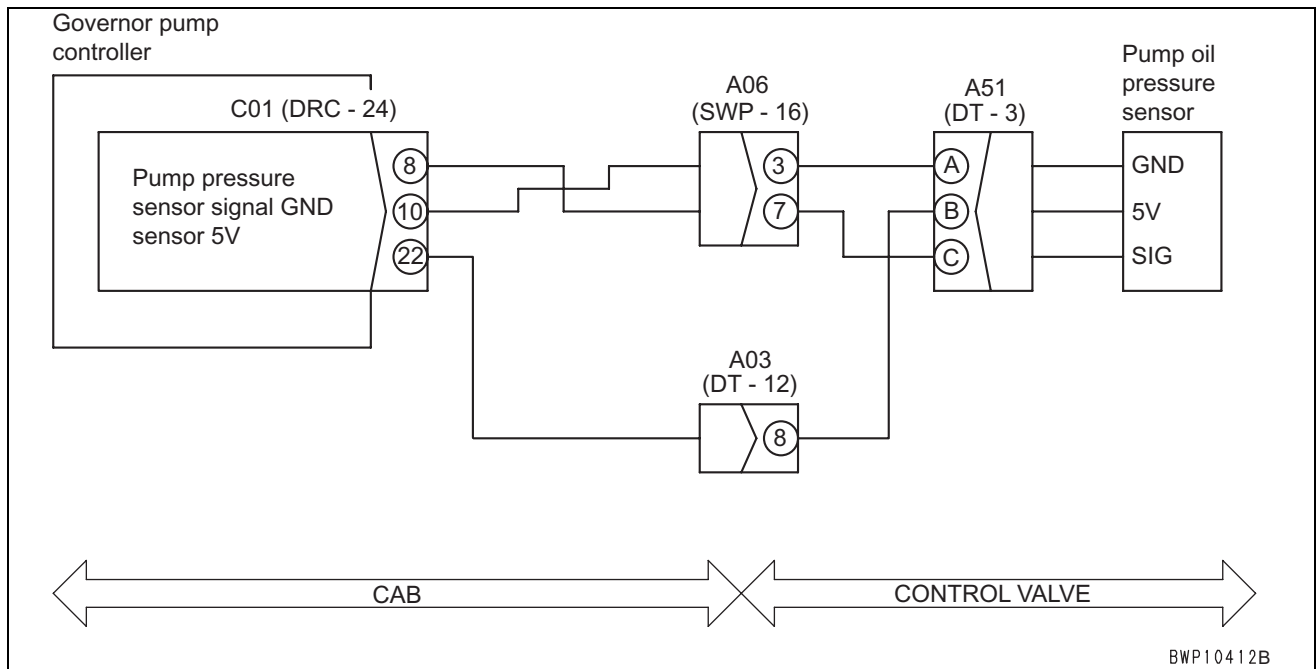 Governor pump
controller
C01 (DRC - 24)
Pump pressure
sensor signal GND
sensor 5V
8
10
22
A06
(SWP - 16)
3
7
A03
(DT - 12)
8
A51
(DT - 3)
A
B
C
Pump oil
pressure
sensor
GND
5V
SIG
CAB
CONTROL VALVE
BWP10412B